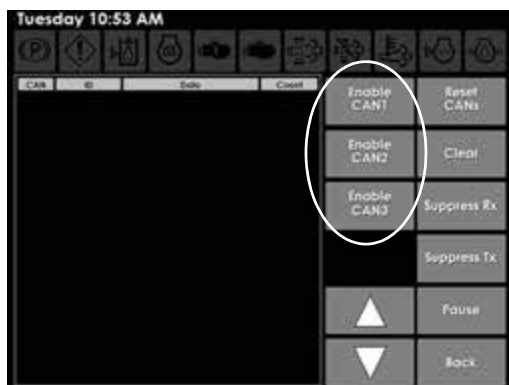 Tuesday 10:53 AM
CAN ID Data Count
Enable CAN1
Reset CANs
Enable CAN2
Clear
Enable CAN3
Suppress Rx
Suppress Tx
Pause
Back